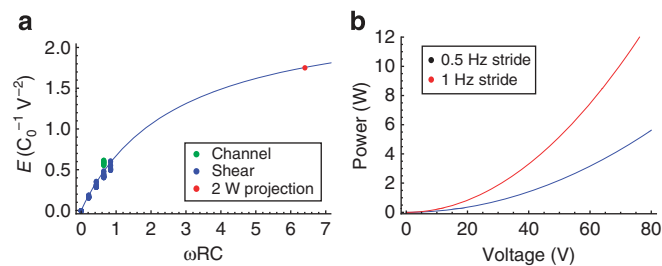 a
2.0
1.5
1.0
0.5
0.0
E (C₀⁻¹ V⁻²)
Channel
Shear
2 W projection
0 1 2 3 4 5 6 7
ωRC
b
12
10
8
6
4
2
0
Power (W)
0.5 Hz stride
1 Hz stride
0 20 40 60 80
Voltage (V)